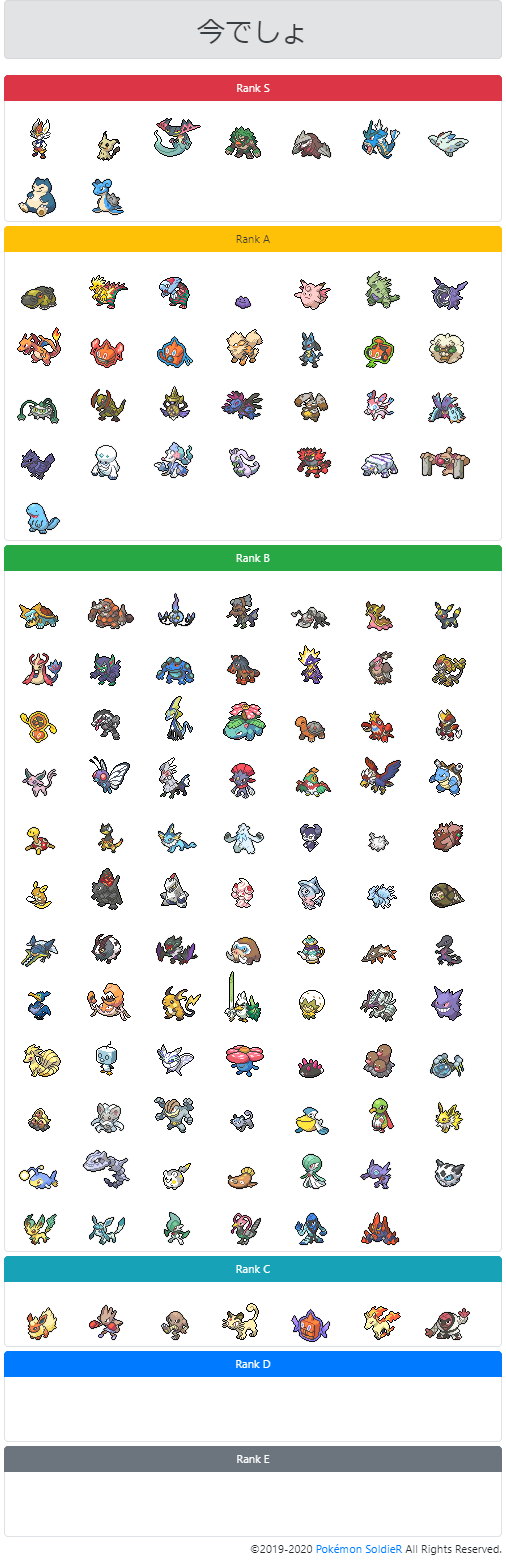 今でしょ
Rank S
Rank A
Rank B
Rank C
Rank D
Rank E
©2019-2020 Pokémon SoldieR All Rights Reserved.